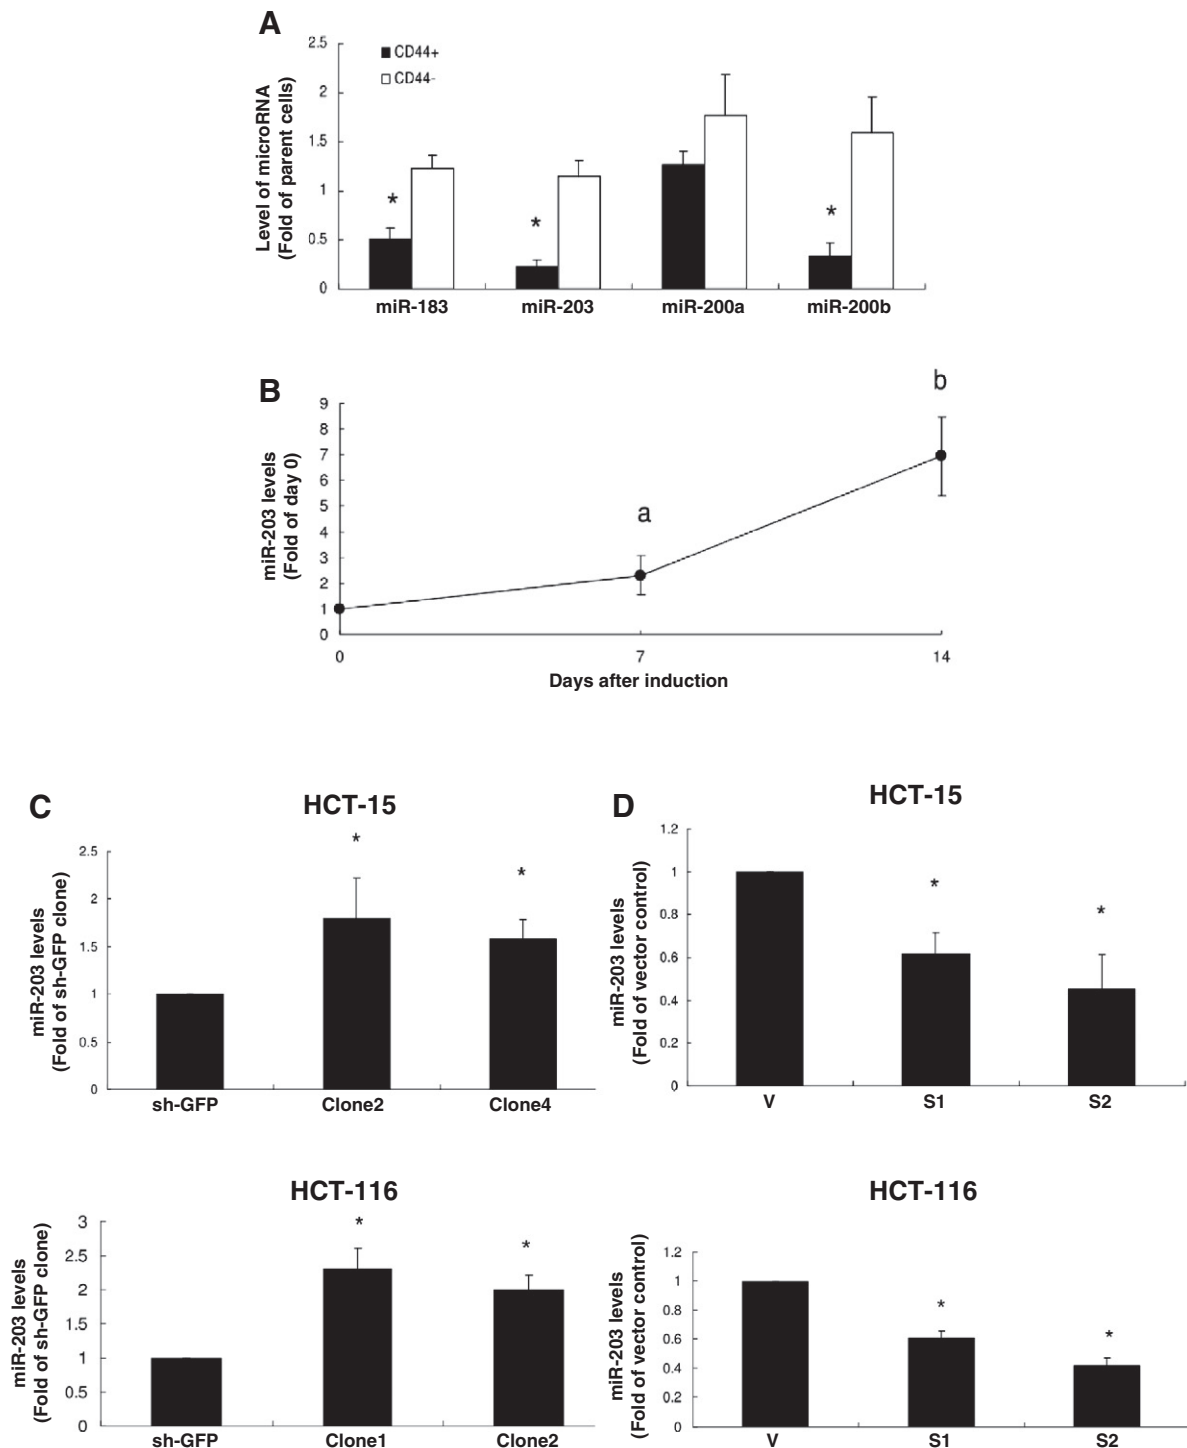 A
2.5
2
1.5
1
0.5
0
Level of microRNA
(Fold of parent cells)
CD44+
CD44-
*
*
*
miR-183
miR-203
miR-200a
miR-200b
B
9
8
7
6
5
4
3
2
1
0
miR-203 levels
(Fold of day 0)
a
b
0
7
14
Days after induction
C
HCT-15
2.5
2
1.5
1
0.5
0
miR-203 levels
(Fold of sh-GFP clone)
*
*
sh-GFP
Clone2
Clone4
D
HCT-15
1.2
1
0.8
0.6
0.4
0.2
0
miR-203 levels
(Fold of vector control)
*
*
V
S1
S2
HCT-116
3
2.5
2
1.5
1
0.5
0
miR-203 levels
(Fold of sh-GFP clone)
*
*
sh-GFP
Clone1
Clone2
HCT-116
1.2
1
0.8
0.6
0.4
0.2
0
miR-203 levels
(Fold of vector control)
*
*
V
S1
S2